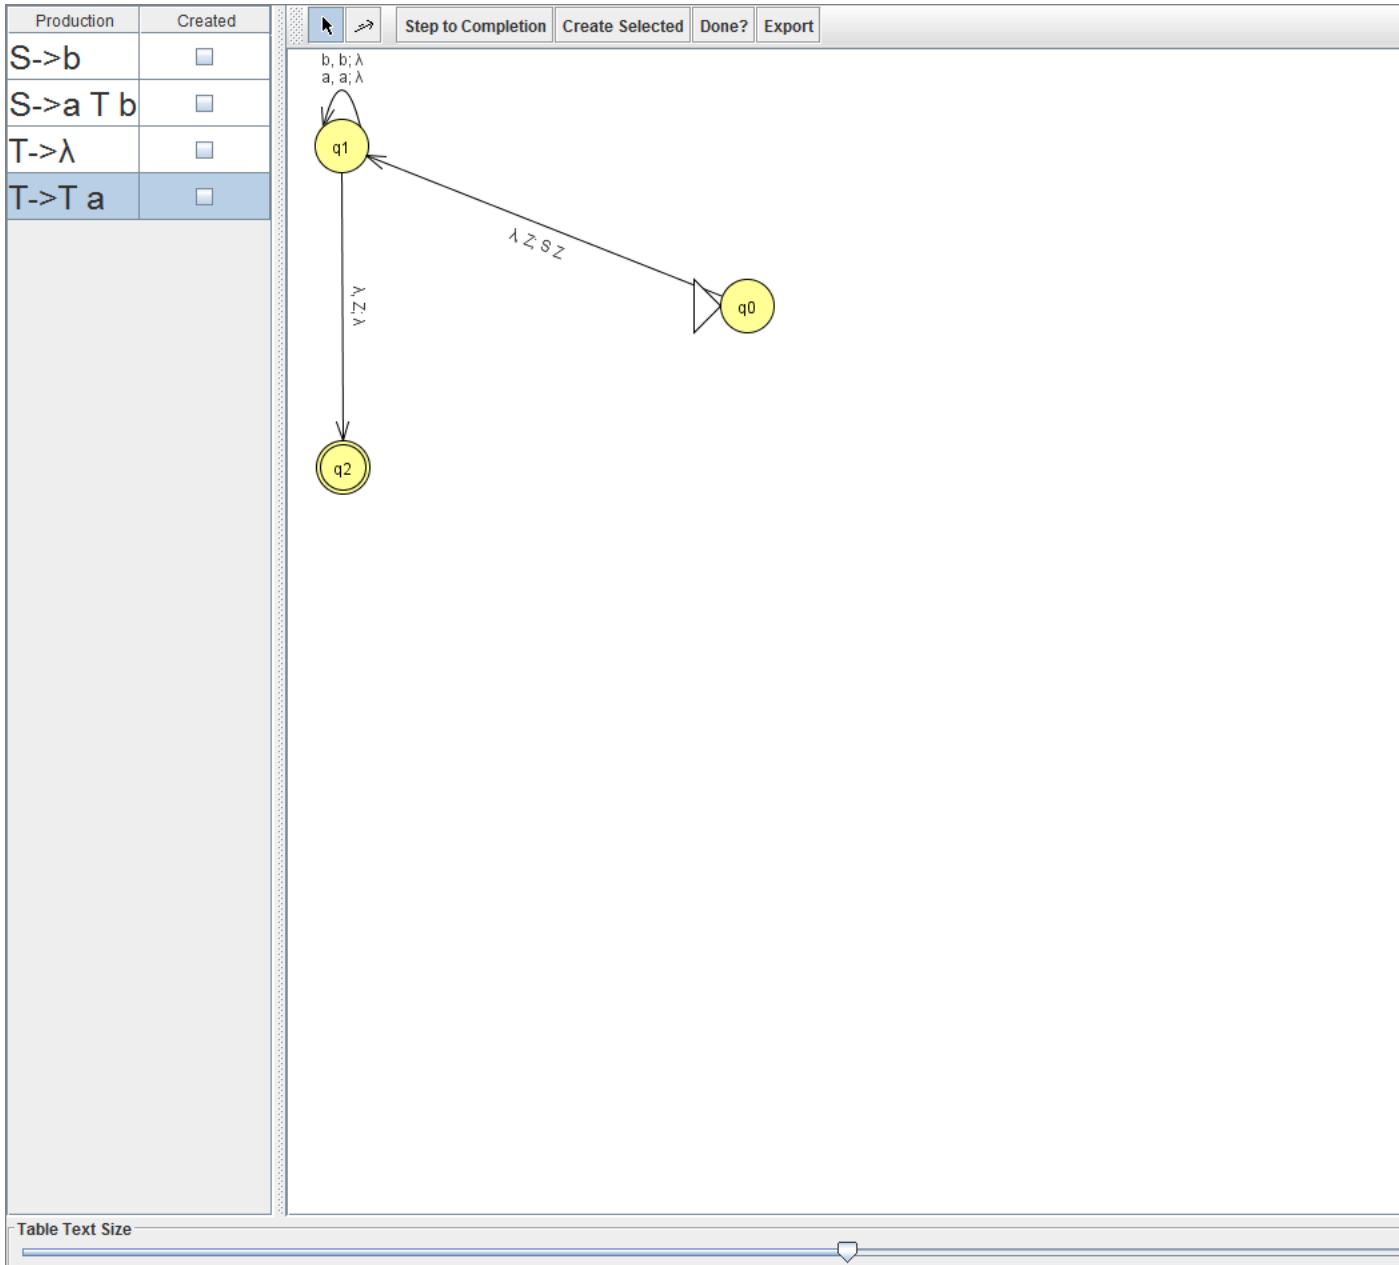 Production Created
S->b
S->a T b
T->λ
T->T a
Step to Completion Create Selected Done? Export
b, b; λ
a, a; λ
q1
λ, Z; S Z
q0
λ, Z; λ
q2
Table Text Size